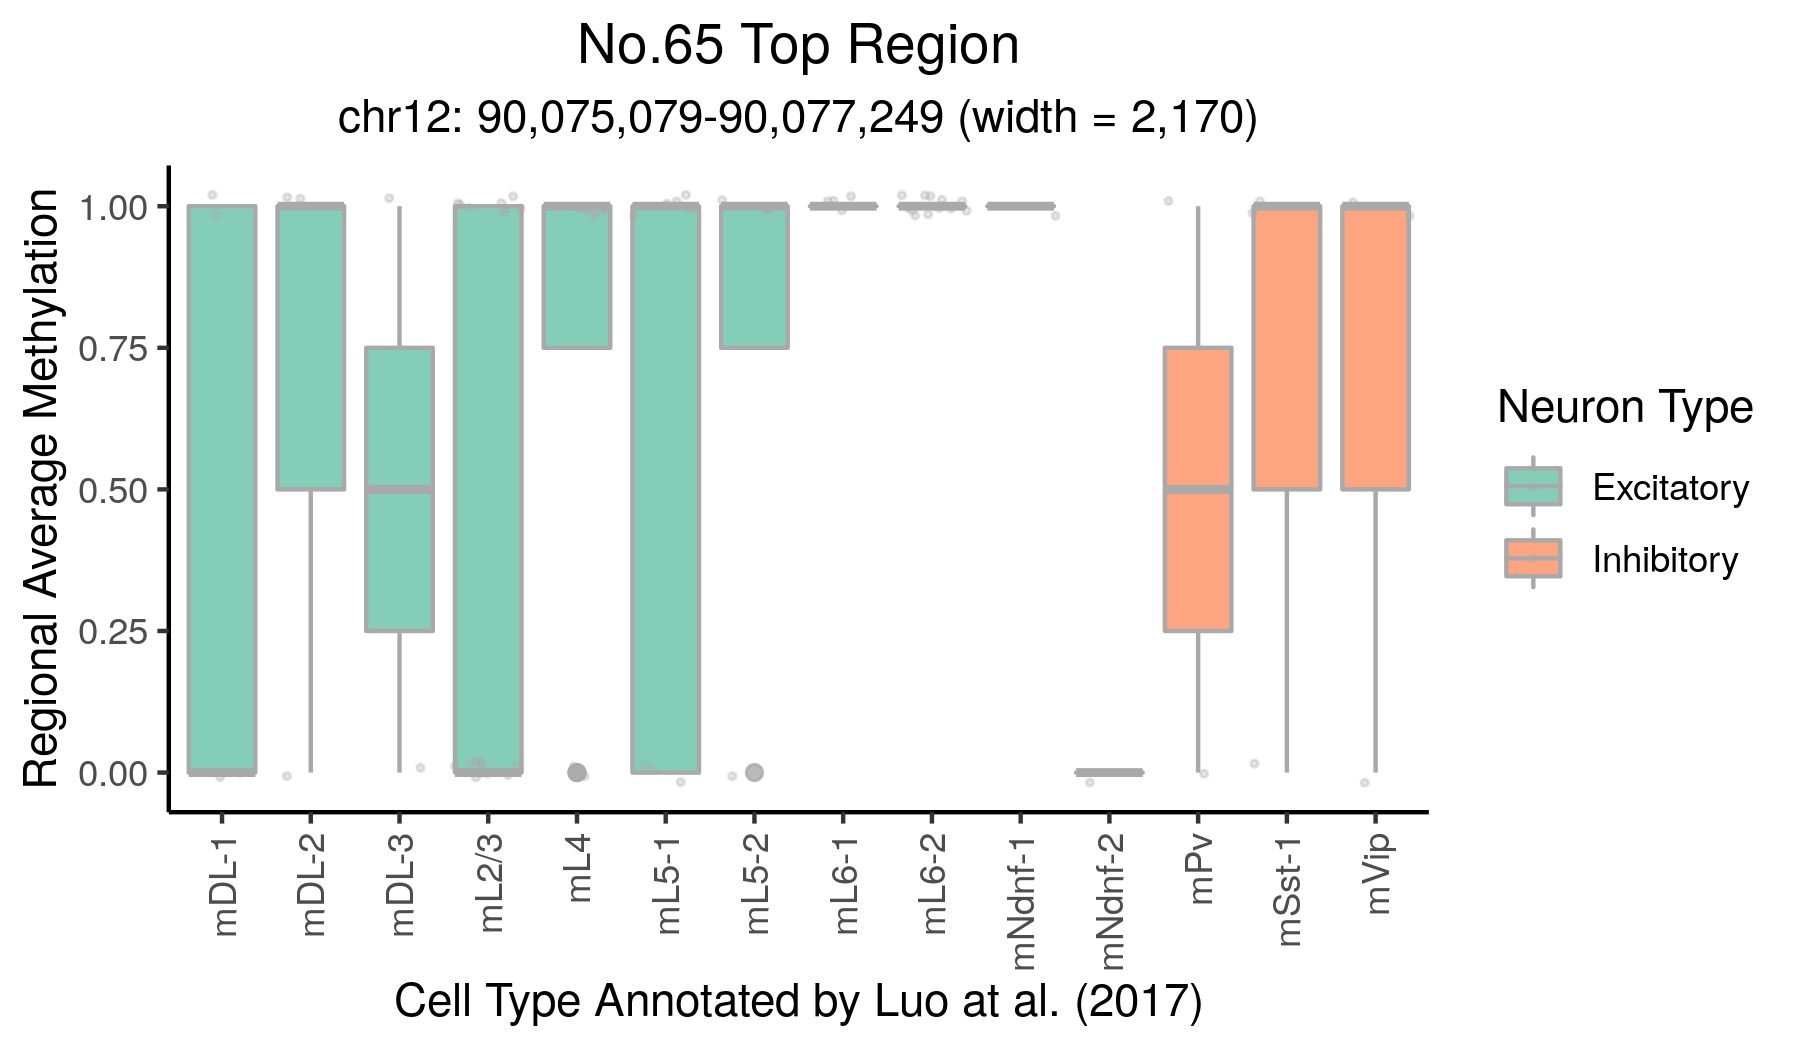 No.65 Top Region
chr12: 90,075,079-90,077,249 (width = 2,170)
Regional Average Methylation
1.00
0.75
0.50
0.25
0.00
mDL-1
mDL-2
mDL-3
mL2/3
mL4
mL5-1
mL5-2
mL6-1
mL6-2
mNdnf-1
mNdnf-2
mPv
mSst-1
mVip
Cell Type Annotated by Luo at al. (2017)
Neuron Type
Excitatory
Inhibitory